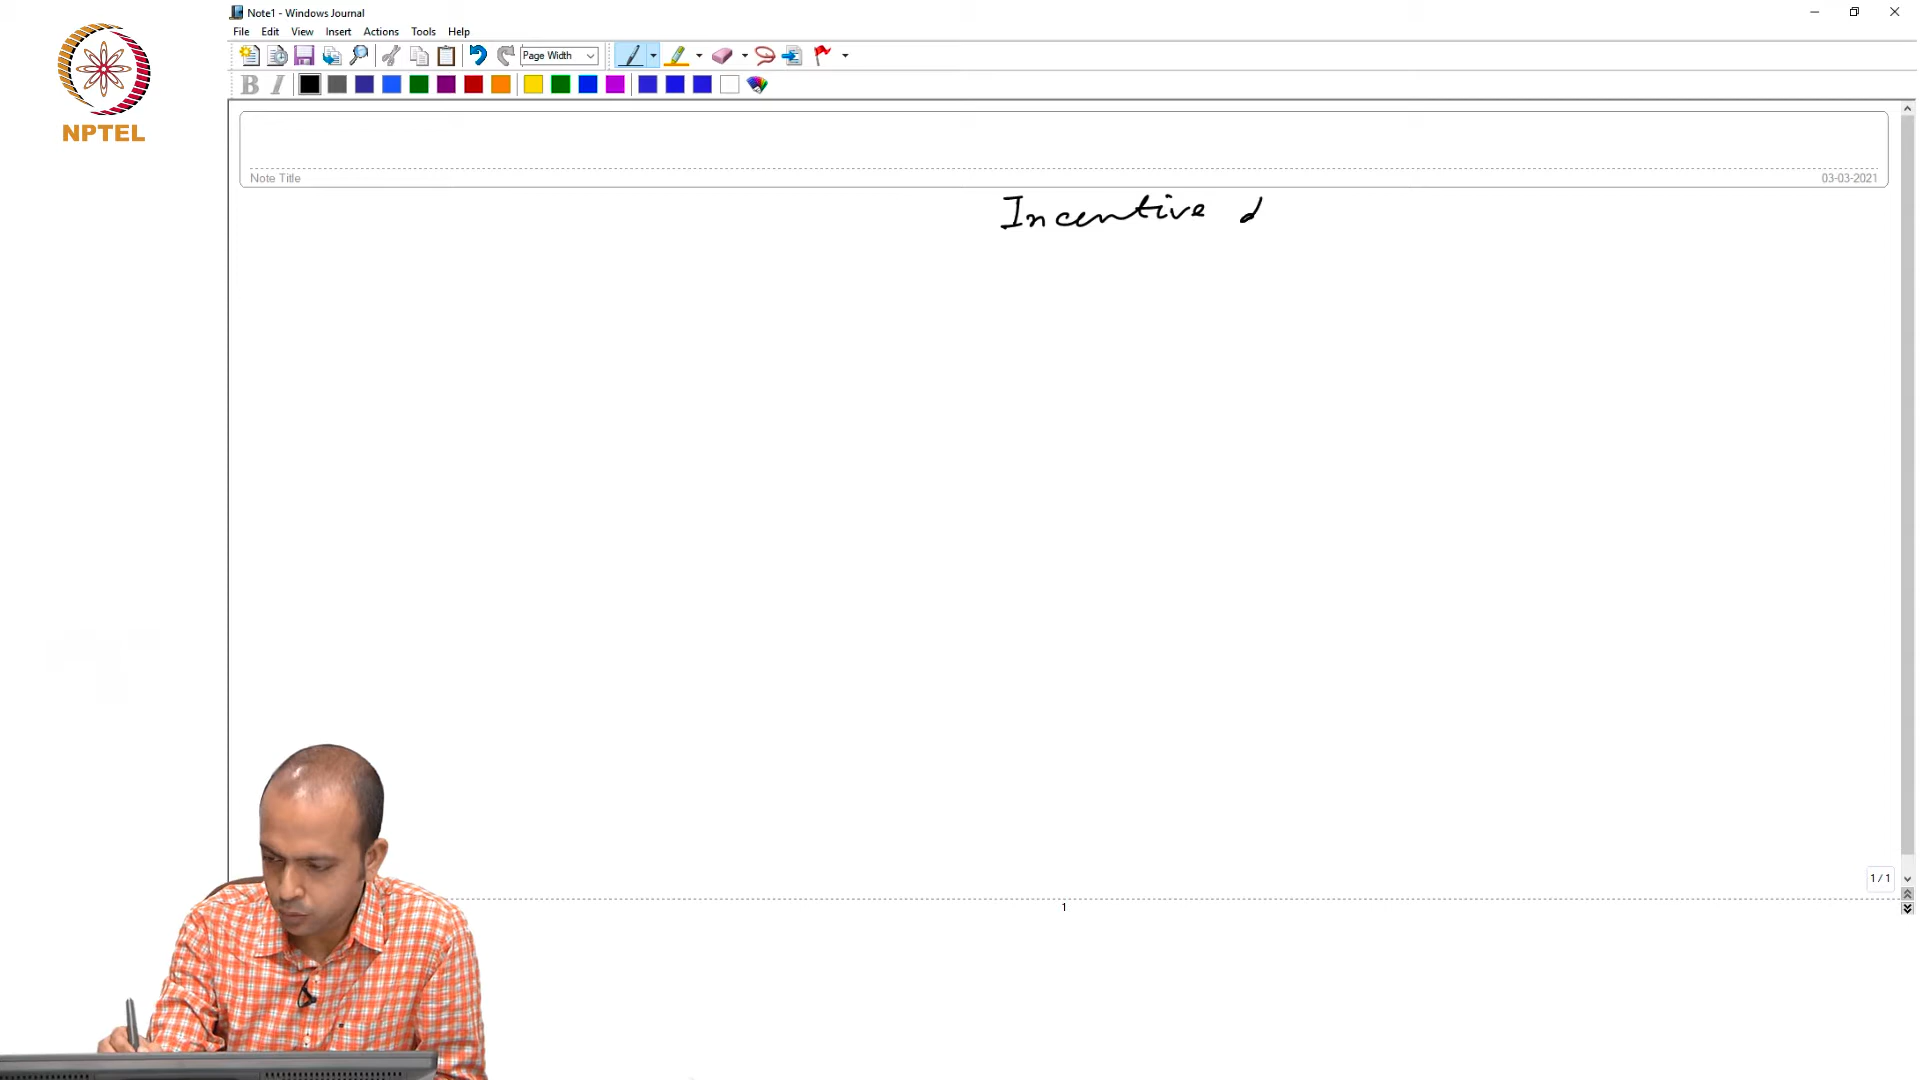 Note1 - Windows Journal
File Edit View Insert Actions Tools Help
Page Width
B I
NPTEL
Note Title
03-03-2021
Incentive d
1 / 1
1